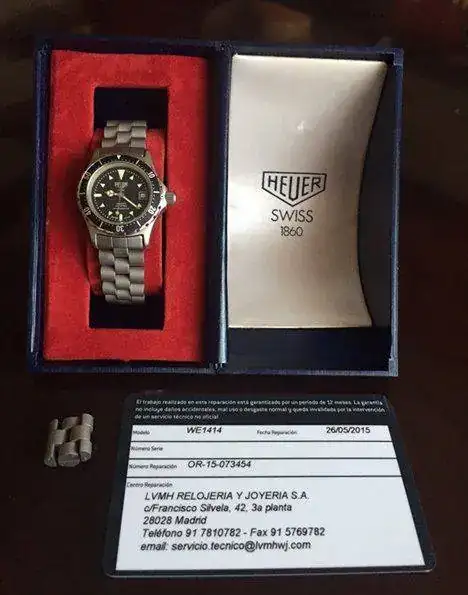 HEUER
HEUER
SWISS
1860
El trabajo realizado en esta reparación está garantizado por un periodo de 12 meses. La garantía
no incluye daños accidentales, mal uso o desgaste normal y queda invalidada por la intervención
de un servicio técnico no oficial
Modelo WE1414 Fecha Reparación 26/05/2015
Número Serie
Número Reparación OR-15-073454
Centro Reparación
LVMH RELOJERIA Y JOYERIA S.A.
c/Francisco Silvela, 42, 3a planta
28028 Madrid
Teléfono 91 7810782 - Fax 91 5769782
email: servicio.tecnico@lvmhwj.com